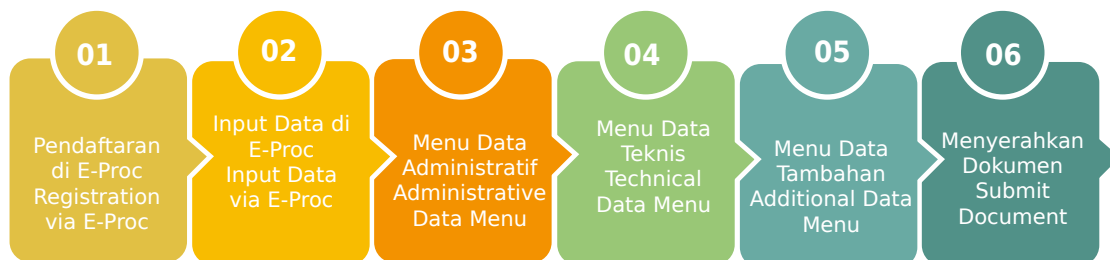 01
Pendaftaran
di E-Proc
Registration
via E-Proc
02
Input Data di
E-Proc
Input Data
via E-Proc
03
Menu Data
Administratif
Administrative
Data Menu
04
Menu Data
Teknis
Technical
Data Menu
05
Menu Data
Tambahan
Additional Data
Menu
06
Menyerahkan
Dokumen
Submit
Document